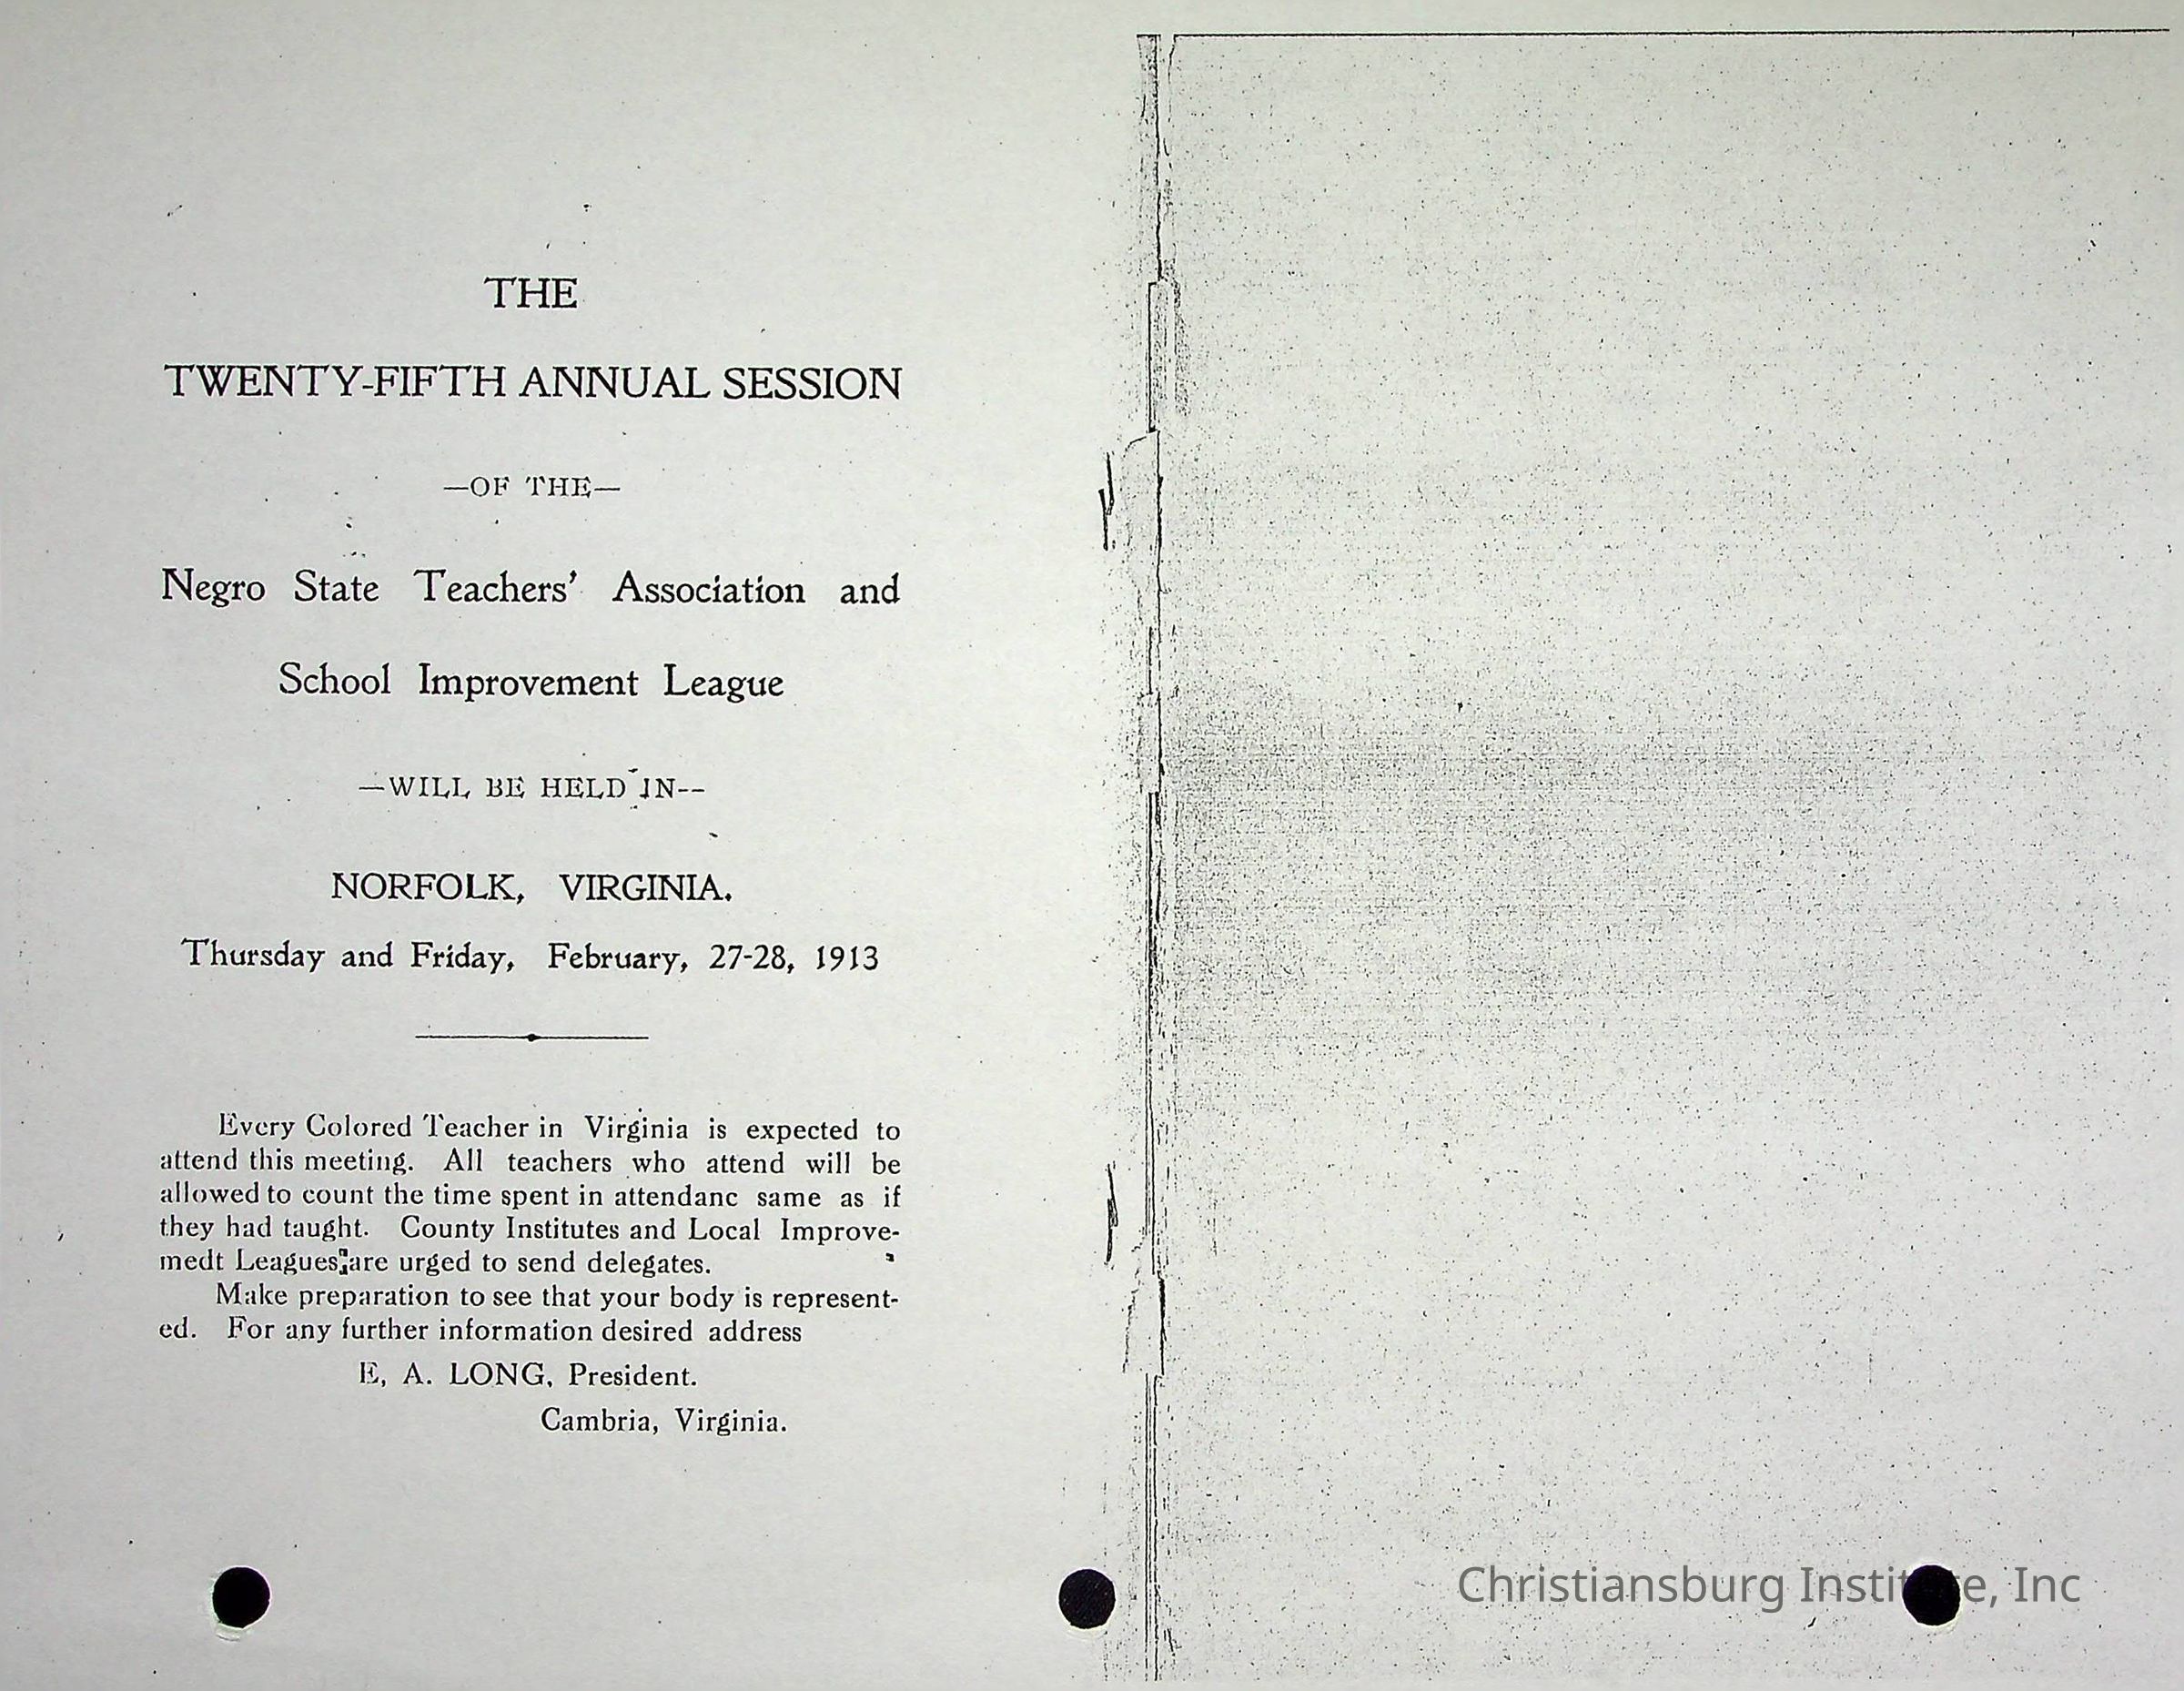 THE
TWENTY-FIFTH ANNUAL SESSION
—OF THE—
Negro State Teachers' Association and
School Improvement League
—WILL BE HELD IN--
NORFOLK, VIRGINIA.
Thursday and Friday, February, 27-28, 1913
Every Colored Teacher in Virginia is expected to
attend this meeting. All teachers who attend will be
allowed to count the time spent in attendanc same as if
they had taught. County Institutes and Local Improve-
medt Leagues are urged to send delegates.
Make preparation to see that your body is represent-
ed. For any further information desired address
E, A. LONG, President.
Cambria, Virginia.
Christiansburg Institute, Inc